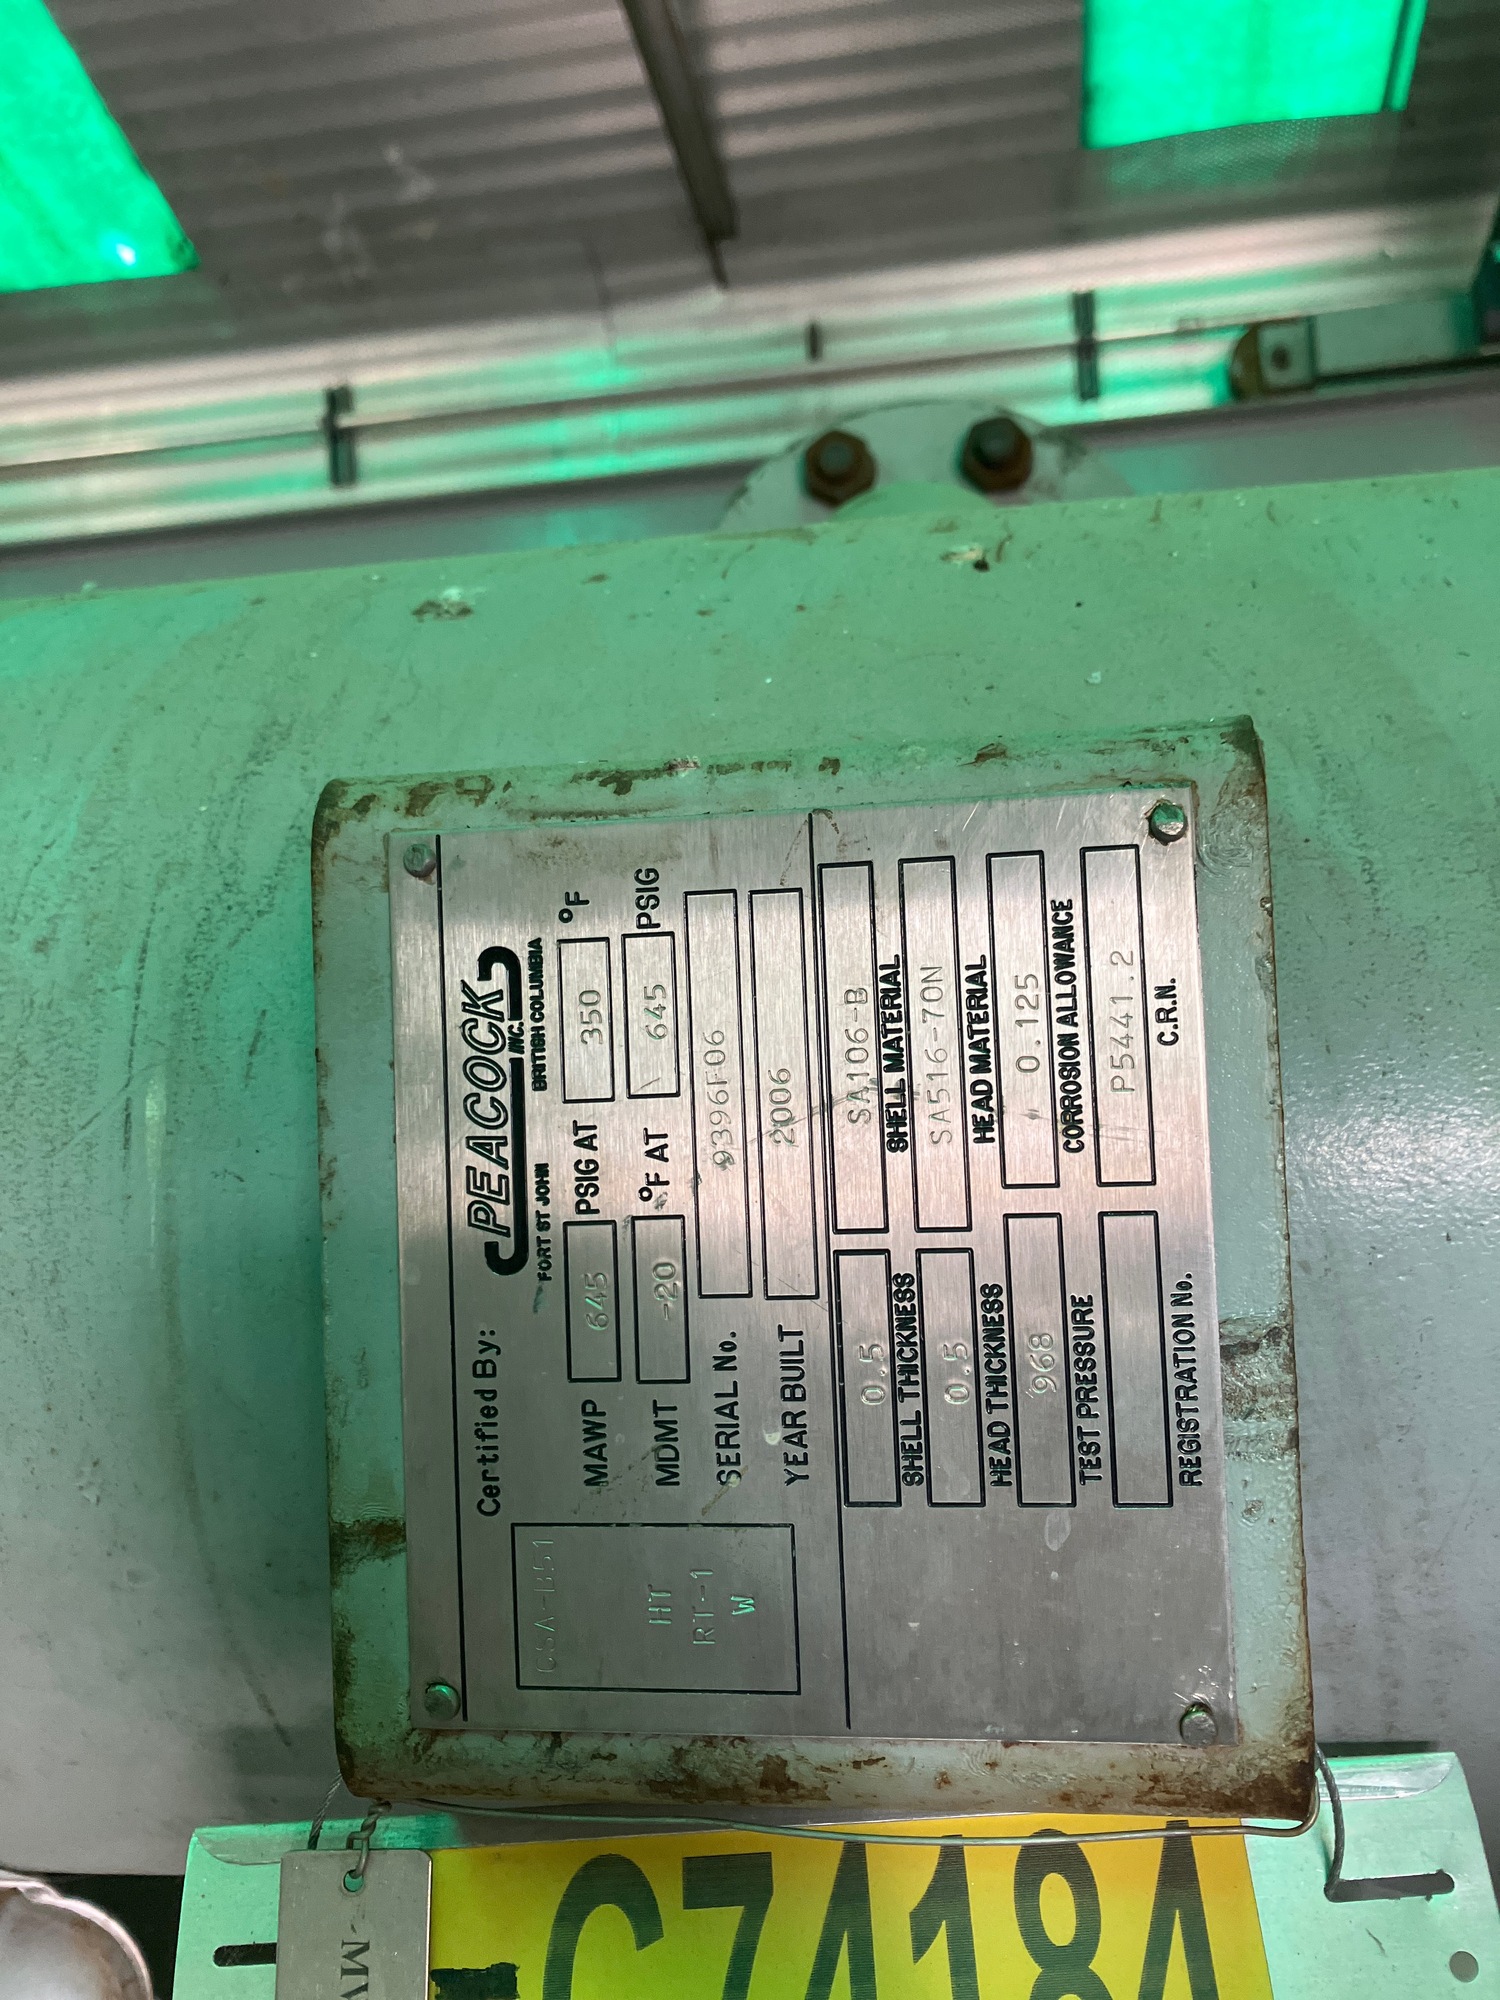 Certified By: PEACOCK INC.
FORT ST JOHN BRITISH COLUMBIA
MAWP 645 PSIG AT 350 °F
MDMT -20 °F AT 645 PSIG
SERIAL No. 9396F06
YEAR BUILT 2006
CSA-B51
HT
RT-1
W
0.5 SA106-B
SHELL THICKNESS SHELL MATERIAL
0.5 SA516-70N
HEAD THICKNESS HEAD MATERIAL
968 0.125
TEST PRESSURE CORROSION ALLOWANCE
P5441.2
REGISTRATION No. C.R.N.
C74184